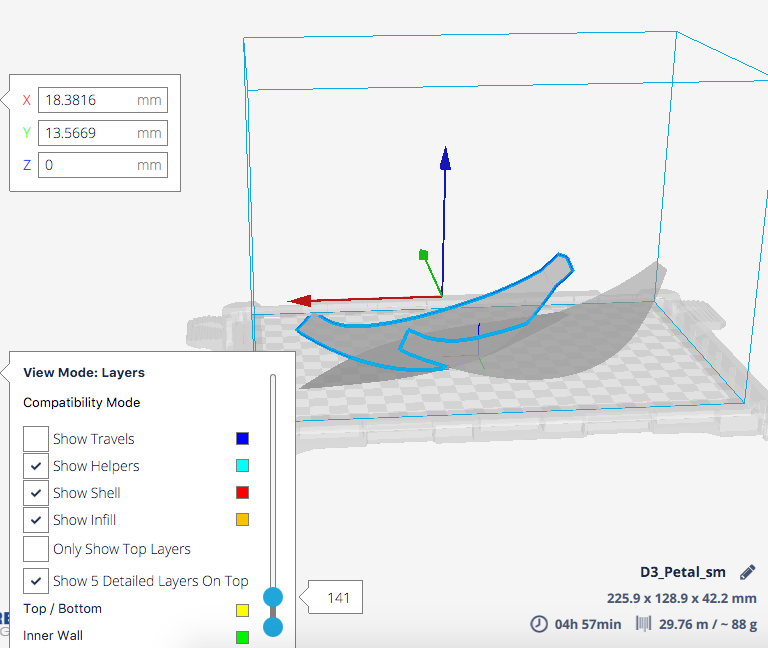 X 18.3816 mm
Y 13.5669 mm
Z 0 mm
View Mode: Layers
Compatibility Mode
Show Travels
Show Helpers
Show Shell
Show Infill
Only Show Top Layers
Show 5 Detailed Layers On Top
141
Top / Bottom
Inner Wall
D3_Petal_sm
225.9 x 128.9 x 42.2 mm
04h 57min 29.76 m / ~ 88 g